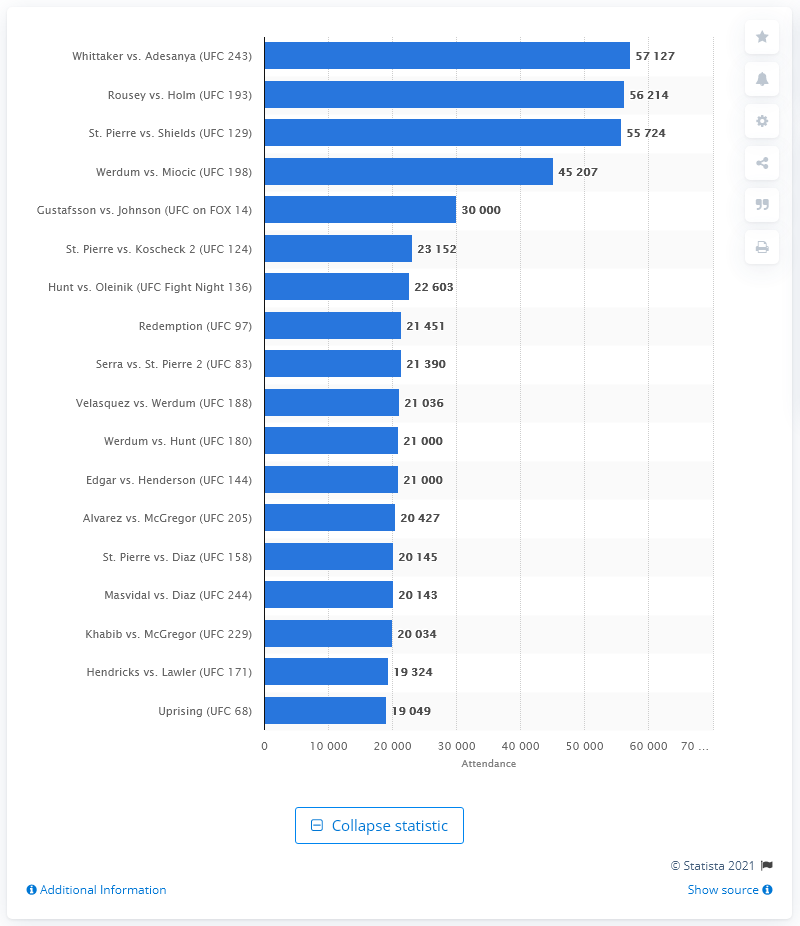 Whittaker vs. Adesanya (UFC 243) 57 127
Rousey vs. Holm (UFC 193) 56 214
St. Pierre vs. Shields (UFC 129) 55 724
Werdum vs. Miocic (UFC 198) 45 207
Gustafsson vs. Johnson (UFC on FOX 14) 30 000
St. Pierre vs. Koscheck 2 (UFC 124) 23 152
Hunt vs. Oleinik (UFC Fight Night 136) 22 603
Redemption (UFC 97) 21 451
Serra vs. St. Pierre 2 (UFC 83) 21 390
Velasquez vs. Werdum (UFC 188) 21 036
Werdum vs. Hunt (UFC 180) 21 000
Edgar vs. Henderson (UFC 144) 21 000
Alvarez vs. McGregor (UFC 205) 20 427
St. Pierre vs. Diaz (UFC 158) 20 145
Masvidal vs. Diaz (UFC 244) 20 143
Khabib vs. McGregor (UFC 229) 20 034
Hendricks vs. Lawler (UFC 171) 19 324
Uprising (UFC 68) 19 049
0 10 000 20 000 30 000 40 000 50 000 60 000 70 ...
Attendance
Collapse statistic
© Statista 2021
Additional Information Show source